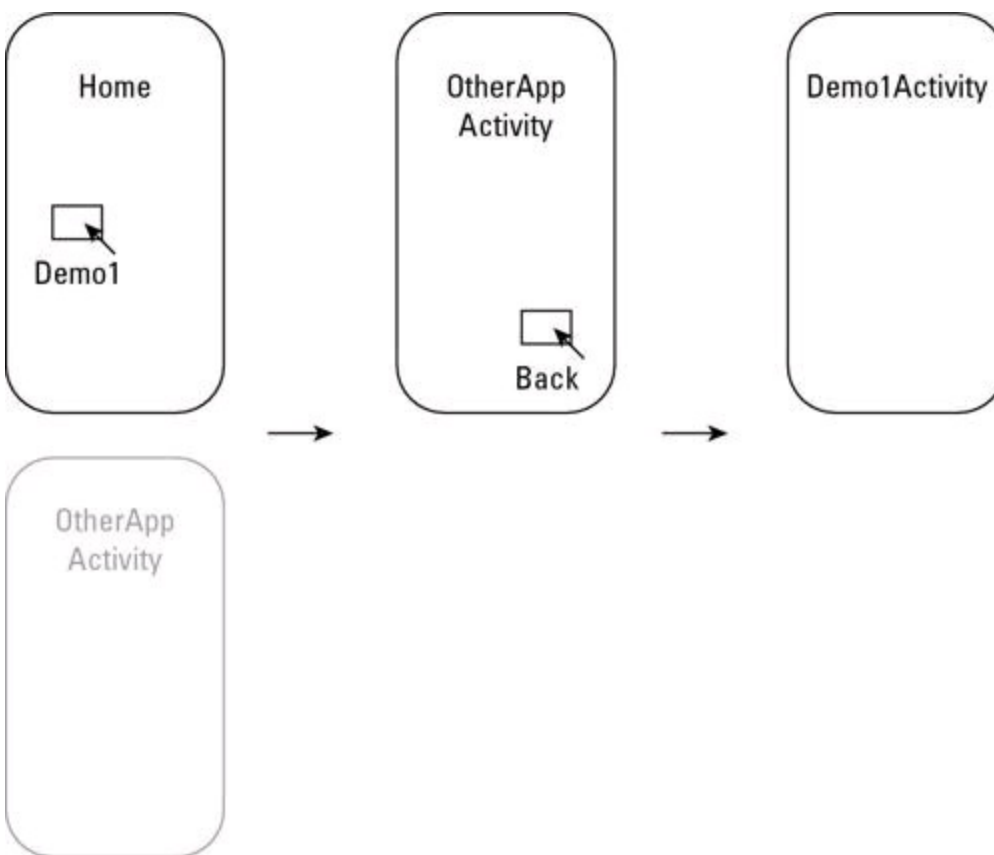 Home
Demo1
OtherApp
Activity
Back
Demo1Activity
OtherApp
Activity